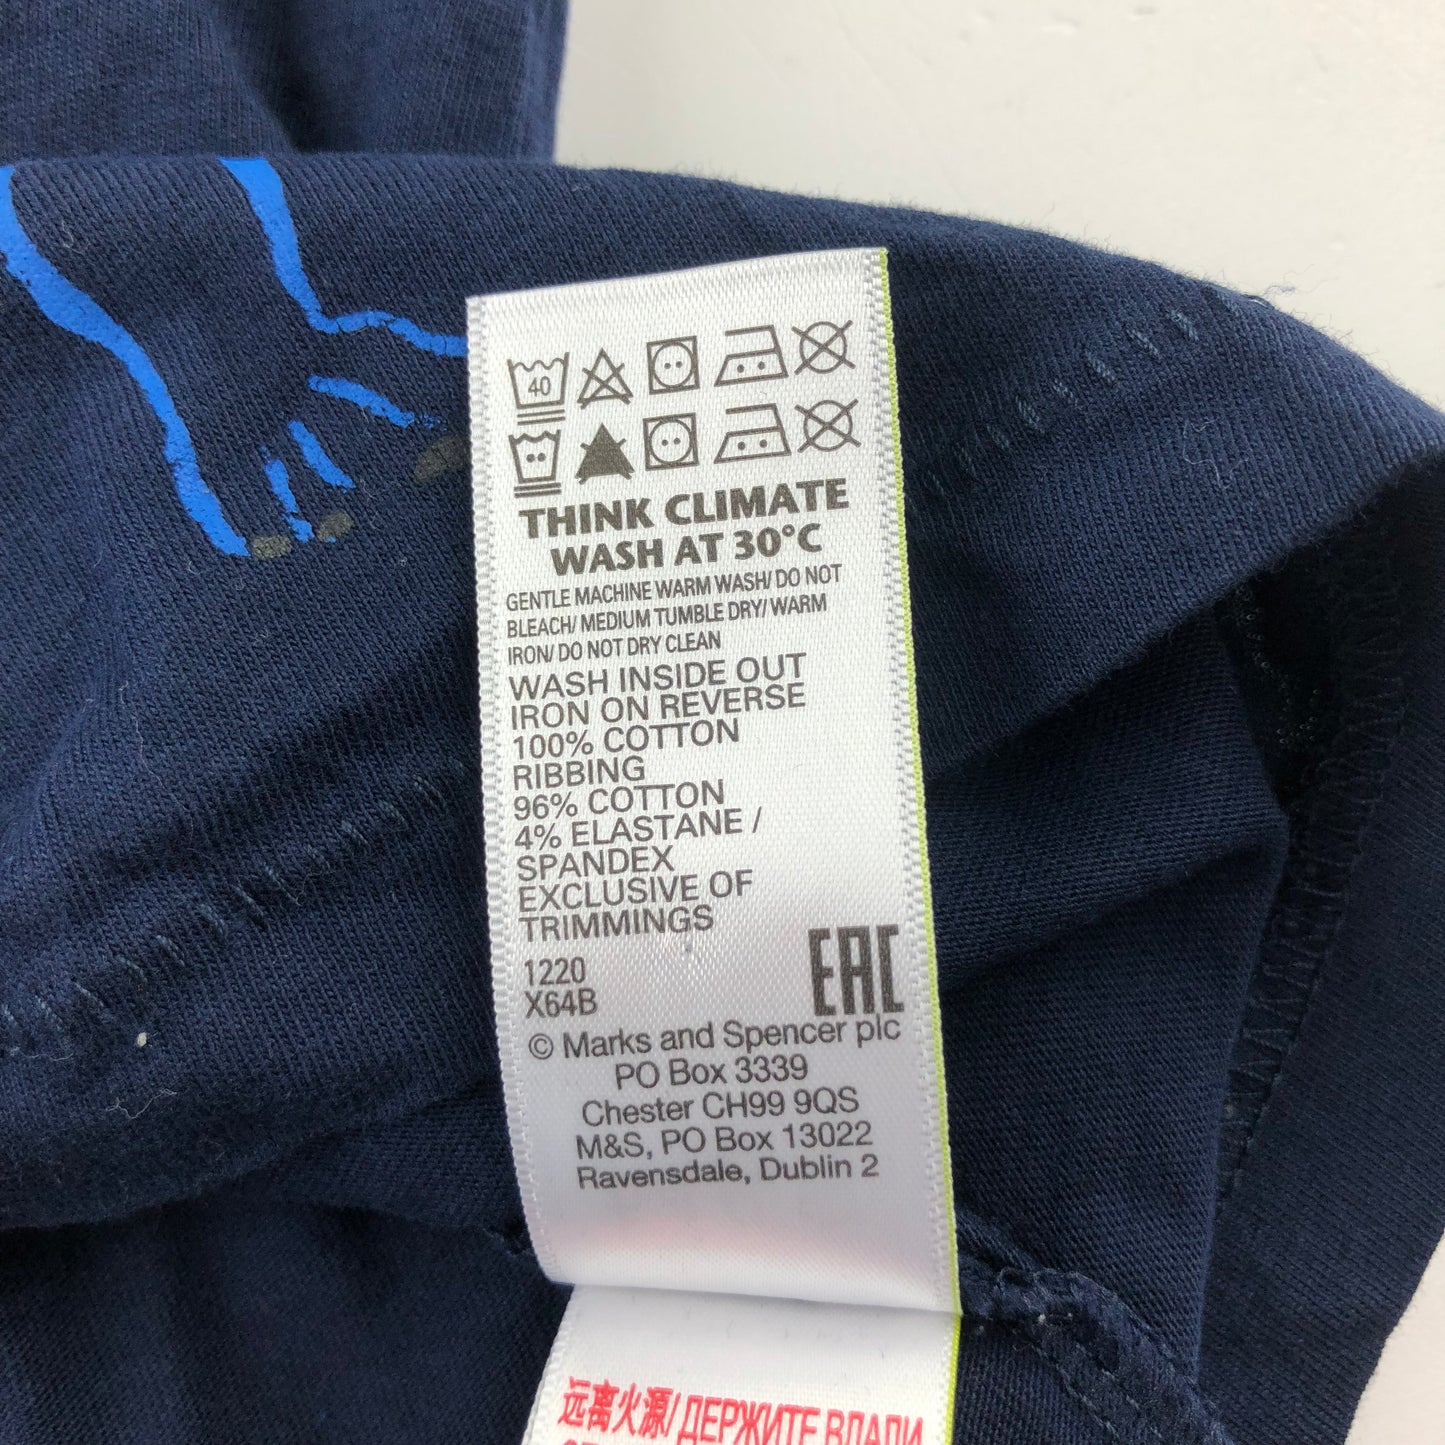 40
THINK CLIMATE
WASH AT 30°C
GENTLE MACHINE WARM WASH/ DO NOT
BLEACH/ MEDIUM TUMBLE DRY/ WARM
IRON/ DO NOT DRY CLEAN
WASH INSIDE OUT
IRON ON REVERSE
100% COTTON
RIBBING
96% COTTON
4% ELASTANE /
SPANDEX
EXCLUSIVE OF
TRIMMINGS
1220
X64B
EAC
© Marks and Spencer plc
PO Box 3339
Chester CH99 9QS
M&S, PO Box 13022
Ravensdale, Dublin 2
远离火源/ ДЕРЖИТЕ ВДАЛИ